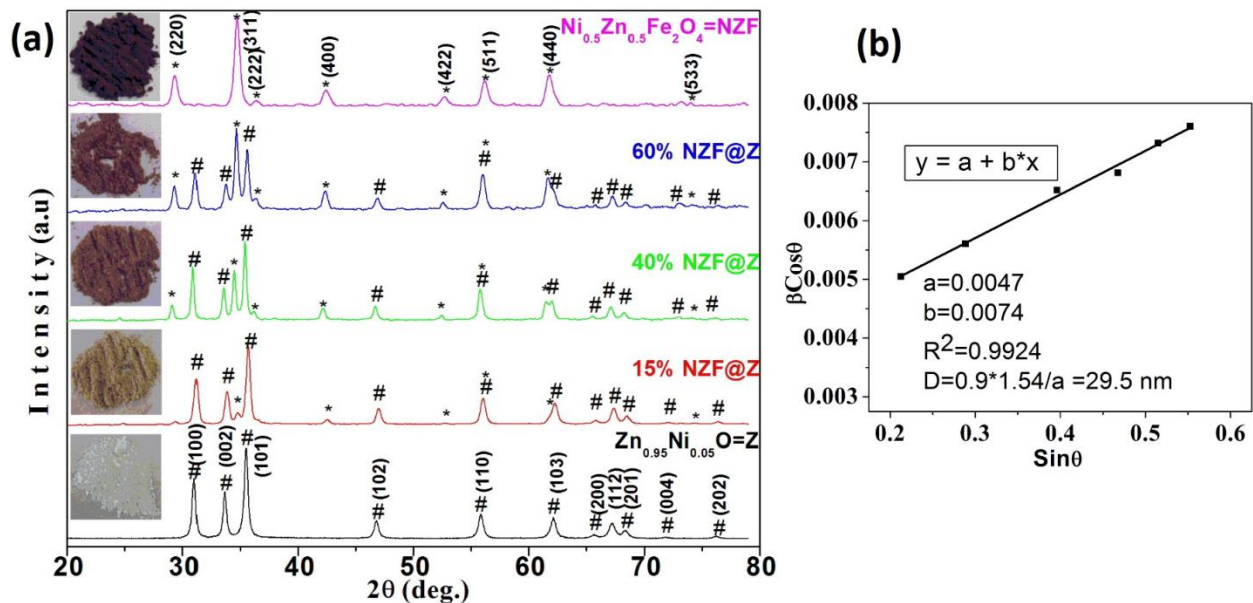 (a)
Ni0.5Zn0.5Fe2O4=NZF
* (220)
* (311)
* (222)
* (400)
* (422)
* (511)
* (440)
* (533)
60% NZF@Z
* # # * # * * # * * # * # # # # # * #
40% NZF@Z
* # # * # * * # * * # * # # # # # * #
15% NZF@Z
# # * # * # * # * # # # # # * #
Zn0.95Ni0.05O=Z
# (100)
# (002)
# (101)
# (102)
# (110)
# (103)
# (200)
(112)
# (201)
# (004)
# (202)
Intensity (a.u)
20 30 40 50 60 70 80
2θ (deg.)
(b)
0.008
0.007
0.006
0.005
0.004
0.003
βCosθ
y = a + b*x
a=0.0047
b=0.0074
R2=0.9924
D=0.9*1.54/a =29.5 nm
0.2 0.3 0.4 0.5 0.6
Sinθ